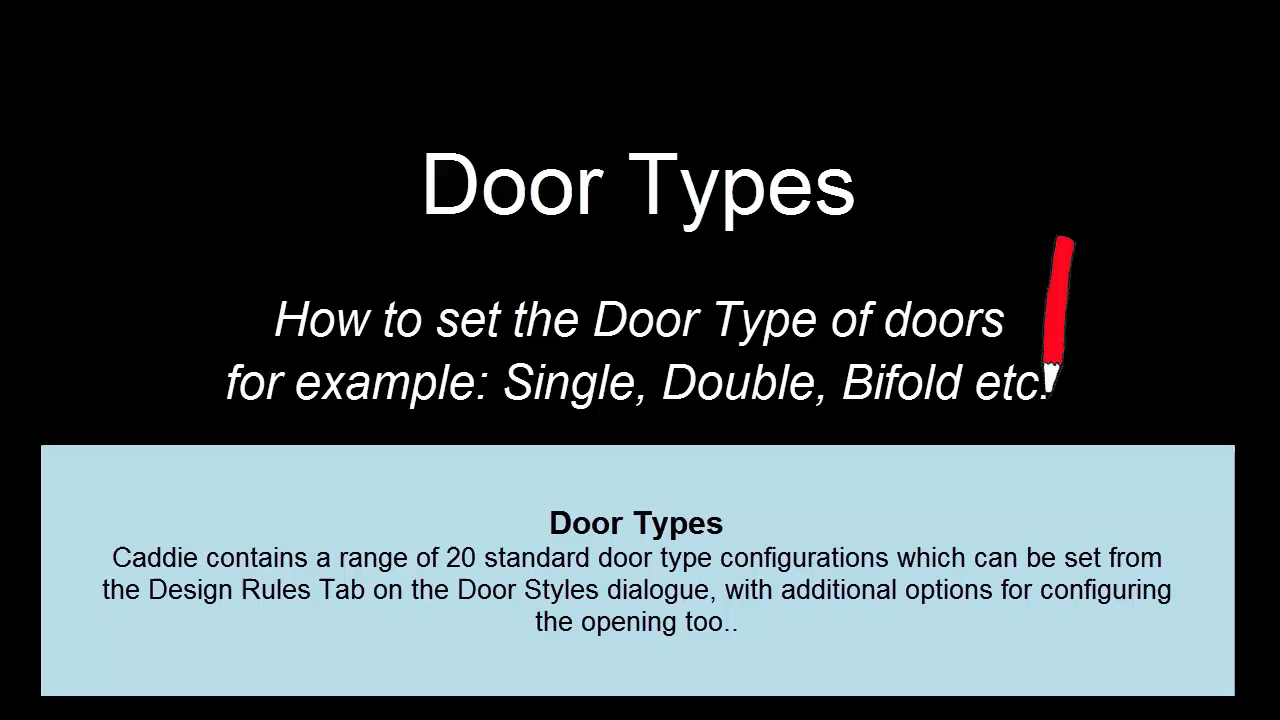 Door Types
How to set the Door Type of doors
for example: Single, Double, Bifold etc.
Door Types
Caddie contains a range of 20 standard door type configurations which can be set from
the Design Rules Tab on the Door Styles dialogue, with additional options for configuring
the opening too..